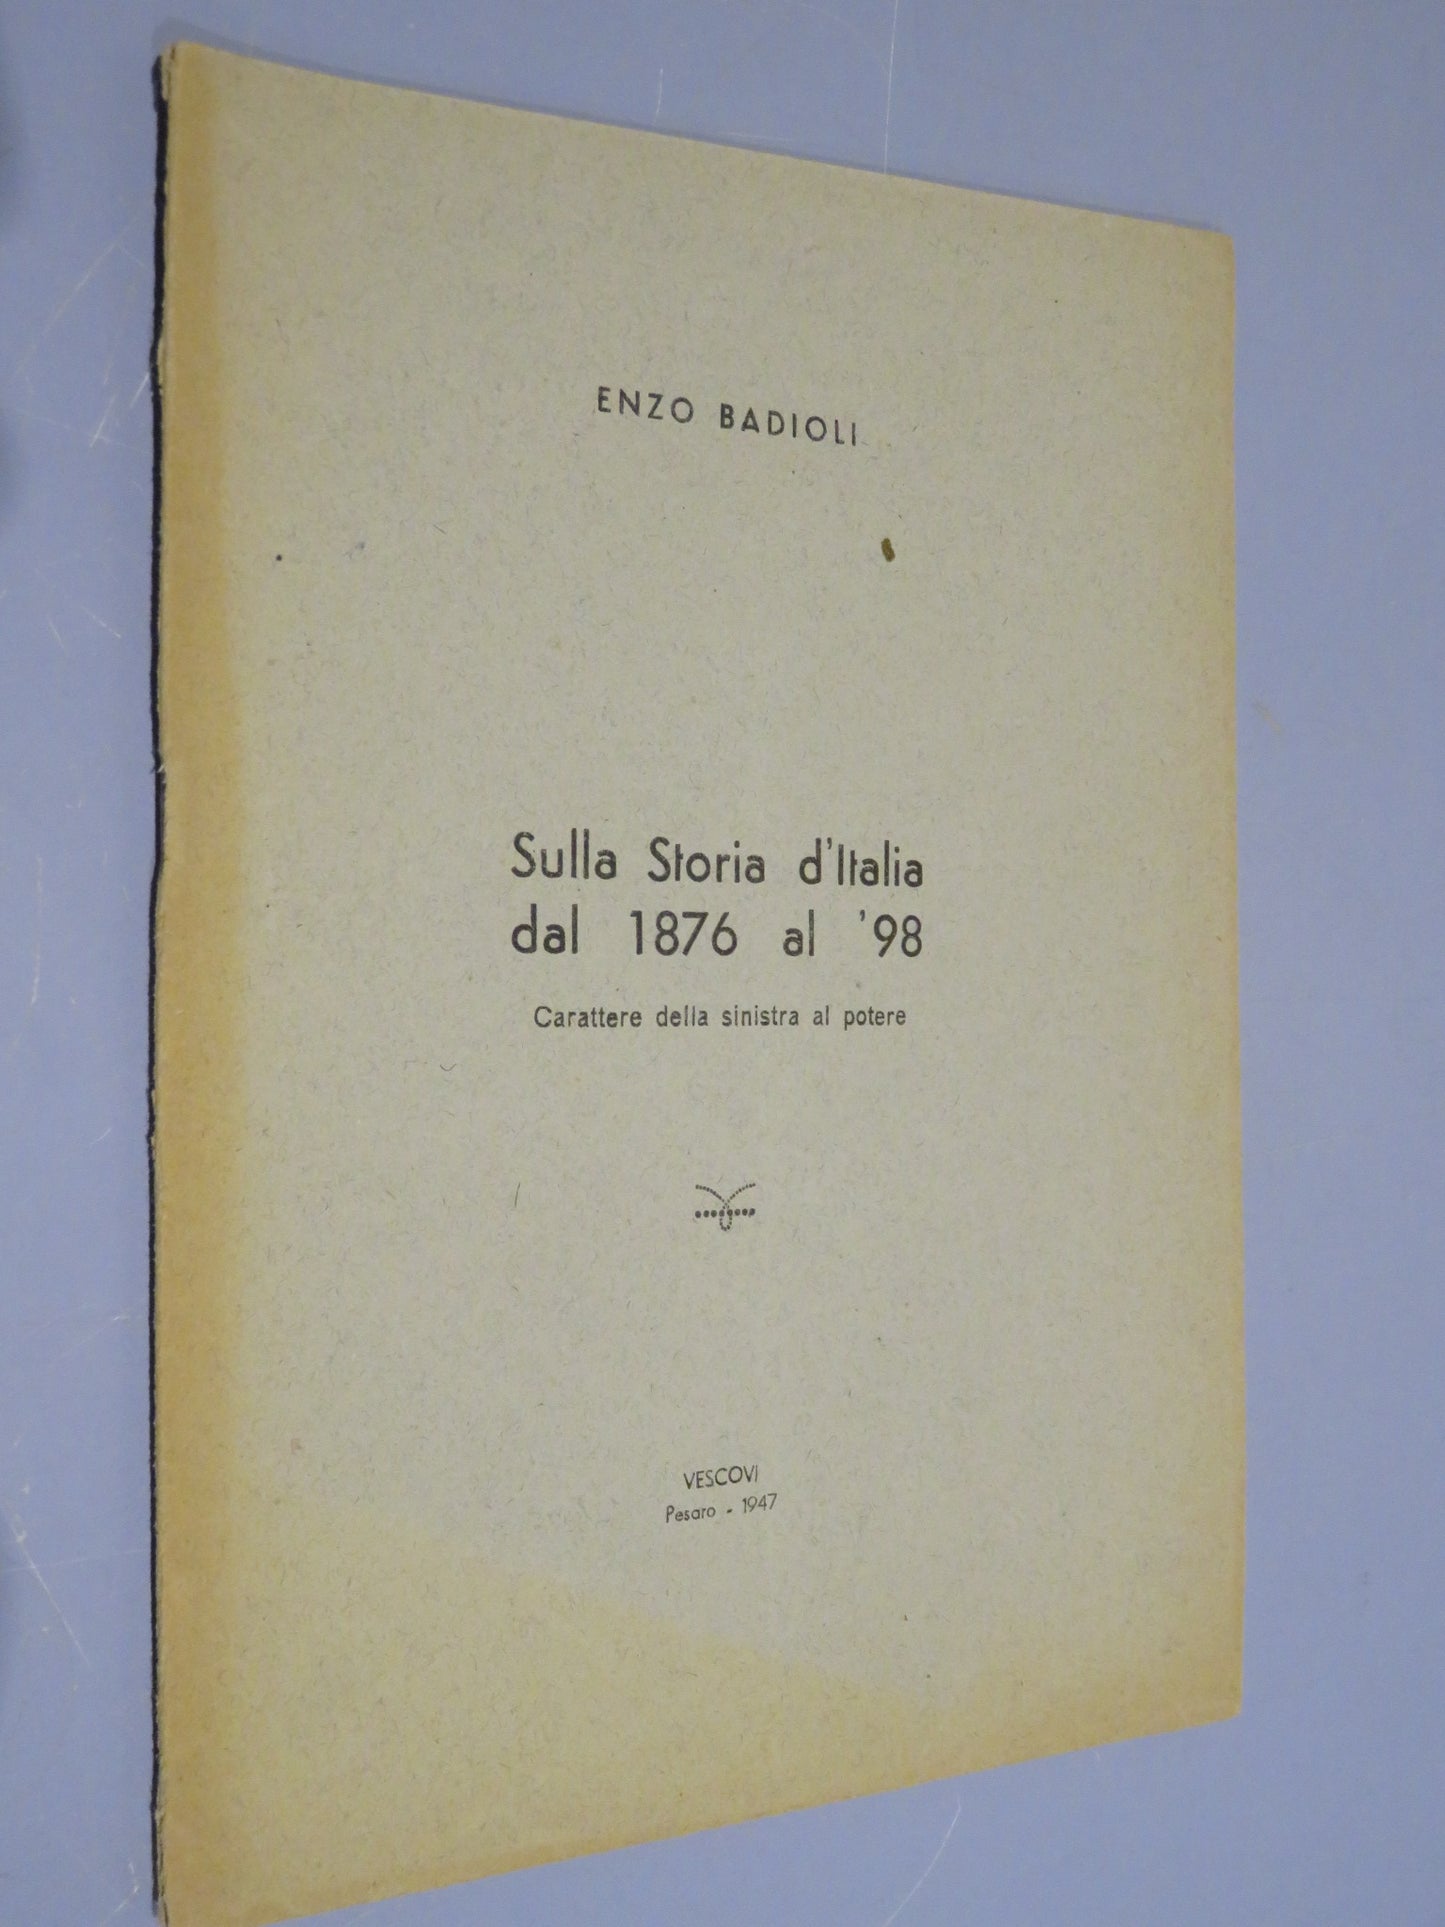 ENZO BADIOLI
Sulla Storia d'Italia
dal 1876 al '98
Carattere della sinistra al potere
VESCOVI
Pesaro - 1947